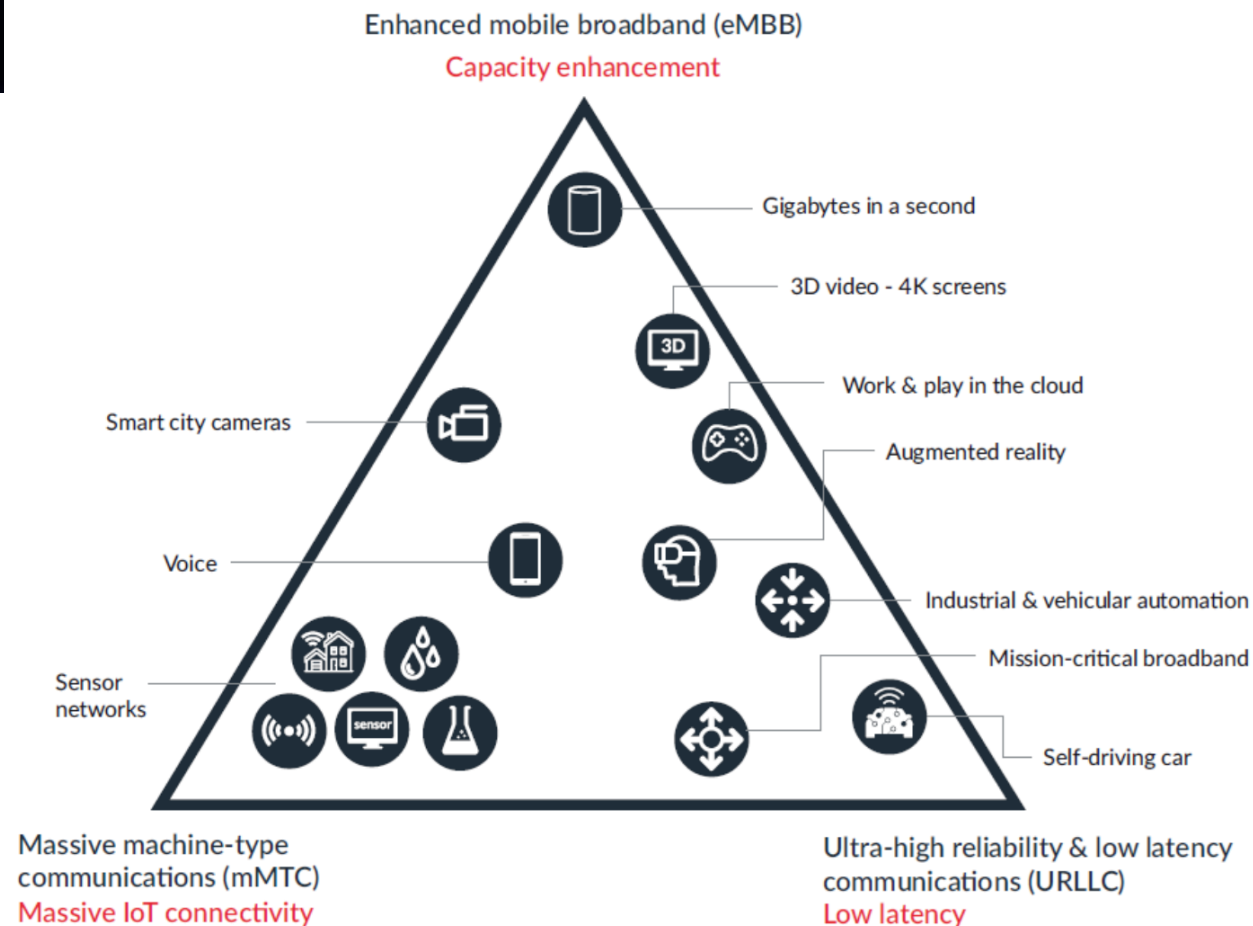 Enhanced mobile broadband (eMBB)
Capacity enhancement
Gigabytes in a second
3D video - 4K screens
3D
Work & play in the cloud
Smart city cameras
Augmented reality
Voice
Industrial & vehicular automation
Mission-critical broadband
Sensor
networks
sensor
Self-driving car
Massive machine-type
communications (mMTC)
Massive IoT connectivity
Ultra-high reliability & low latency
communications (URLLC)
Low latency